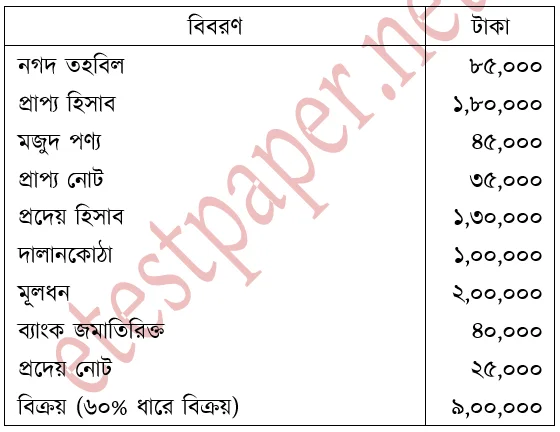 বিবরণ টাকা
নগদ তহবিল ৮৫,০০০
প্রাপ্য হিসাব ১,৮০,০০০
মজুদ পণ্য ৪৫,০০০
প্রাপ্য নোট ৩৫,০০০
প্রদেয় হিসাব ১,৩০,০০০
দালানকোঠা ১,০০,০০০
মূলধন ২,০০,০০০
ব্যাংক জমাতিরিক্ত ৪০,০০০
প্রদেয় নোট ২৫,০০০
বিক্রয় (৬০% ধারে বিক্রয়) ৯,০০,০০০
etestpaper.net